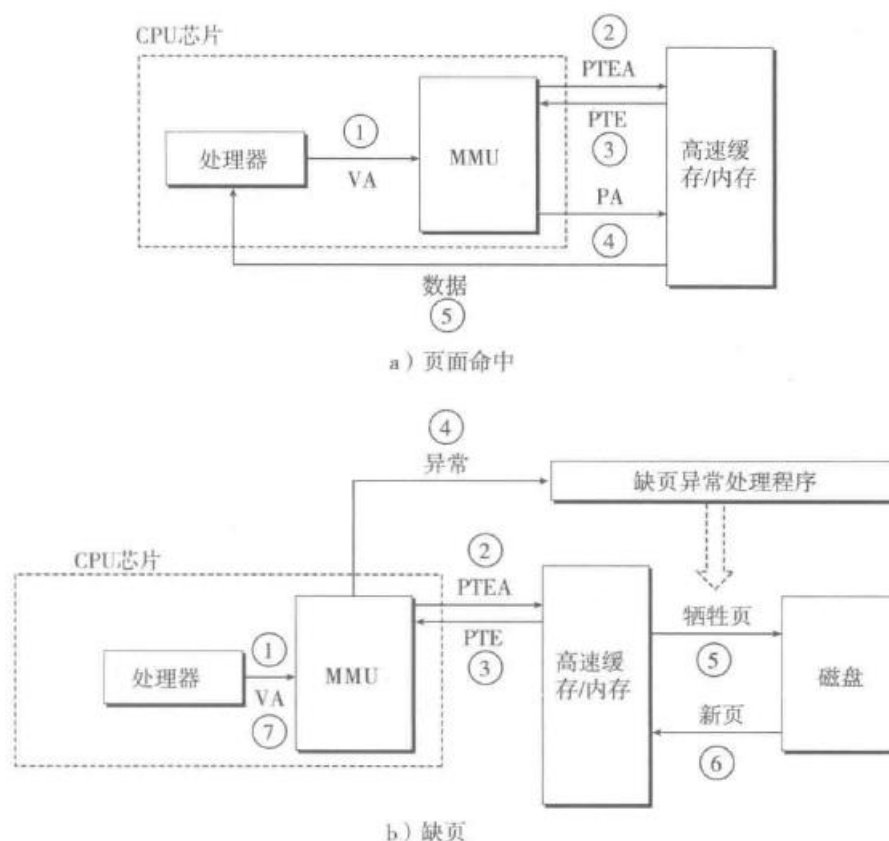 CPU芯片
②
PTEA
①
处理器
VA
MMU
PTE
③
高速缓
存/内存
PA
④
数据
⑤
a）页面命中
④
异常
缺页异常处理程序
CPU芯片
②
PTEA
①
处理器
VA
⑦
MMU
PTE
③
高速缓
存/内存
牺牲页
⑤
磁盘
新页
⑥
b）缺页